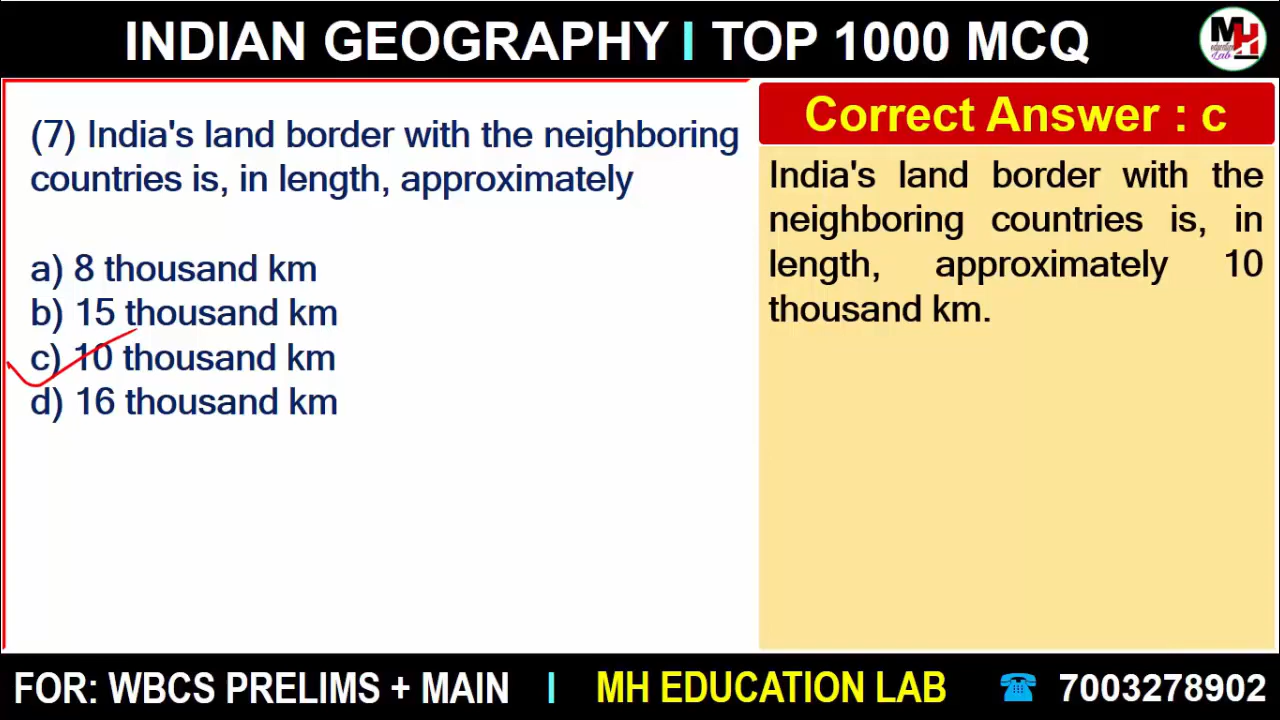 INDIAN GEOGRAPHY I TOP 1000 MCQ
MH
education
Lab
(7) India's land border with the neighboring
countries is, in length, approximately
a) 8 thousand km
b) 15 thousand km
c) 10 thousand km
d) 16 thousand km
Correct Answer : c
India's land border with the
neighboring countries is, in
length, approximately 10
thousand km.
FOR: WBCS PRELIMS + MAIN I MH EDUCATION LAB ☎ 7003278902